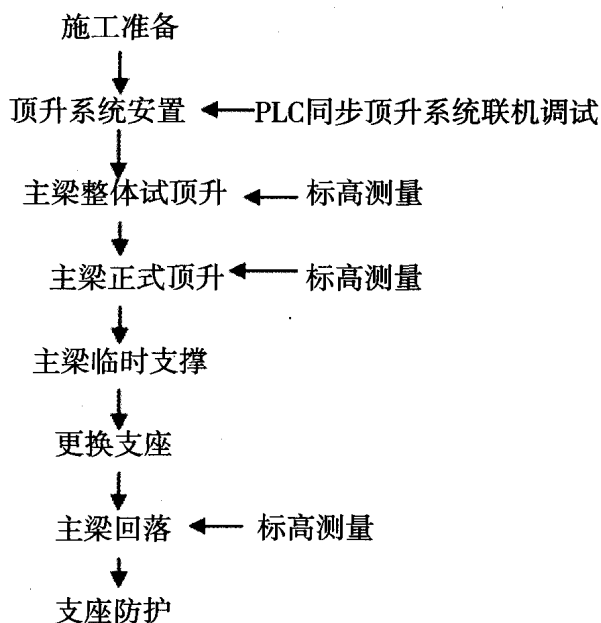 施工准备
顶升系统安置 PLC同步顶升系统联机调试
主梁整体试顶升 标高测量
主梁正式顶升 标高测量
主梁临时支撑
更换支座
主梁回落 标高测量
支座防护